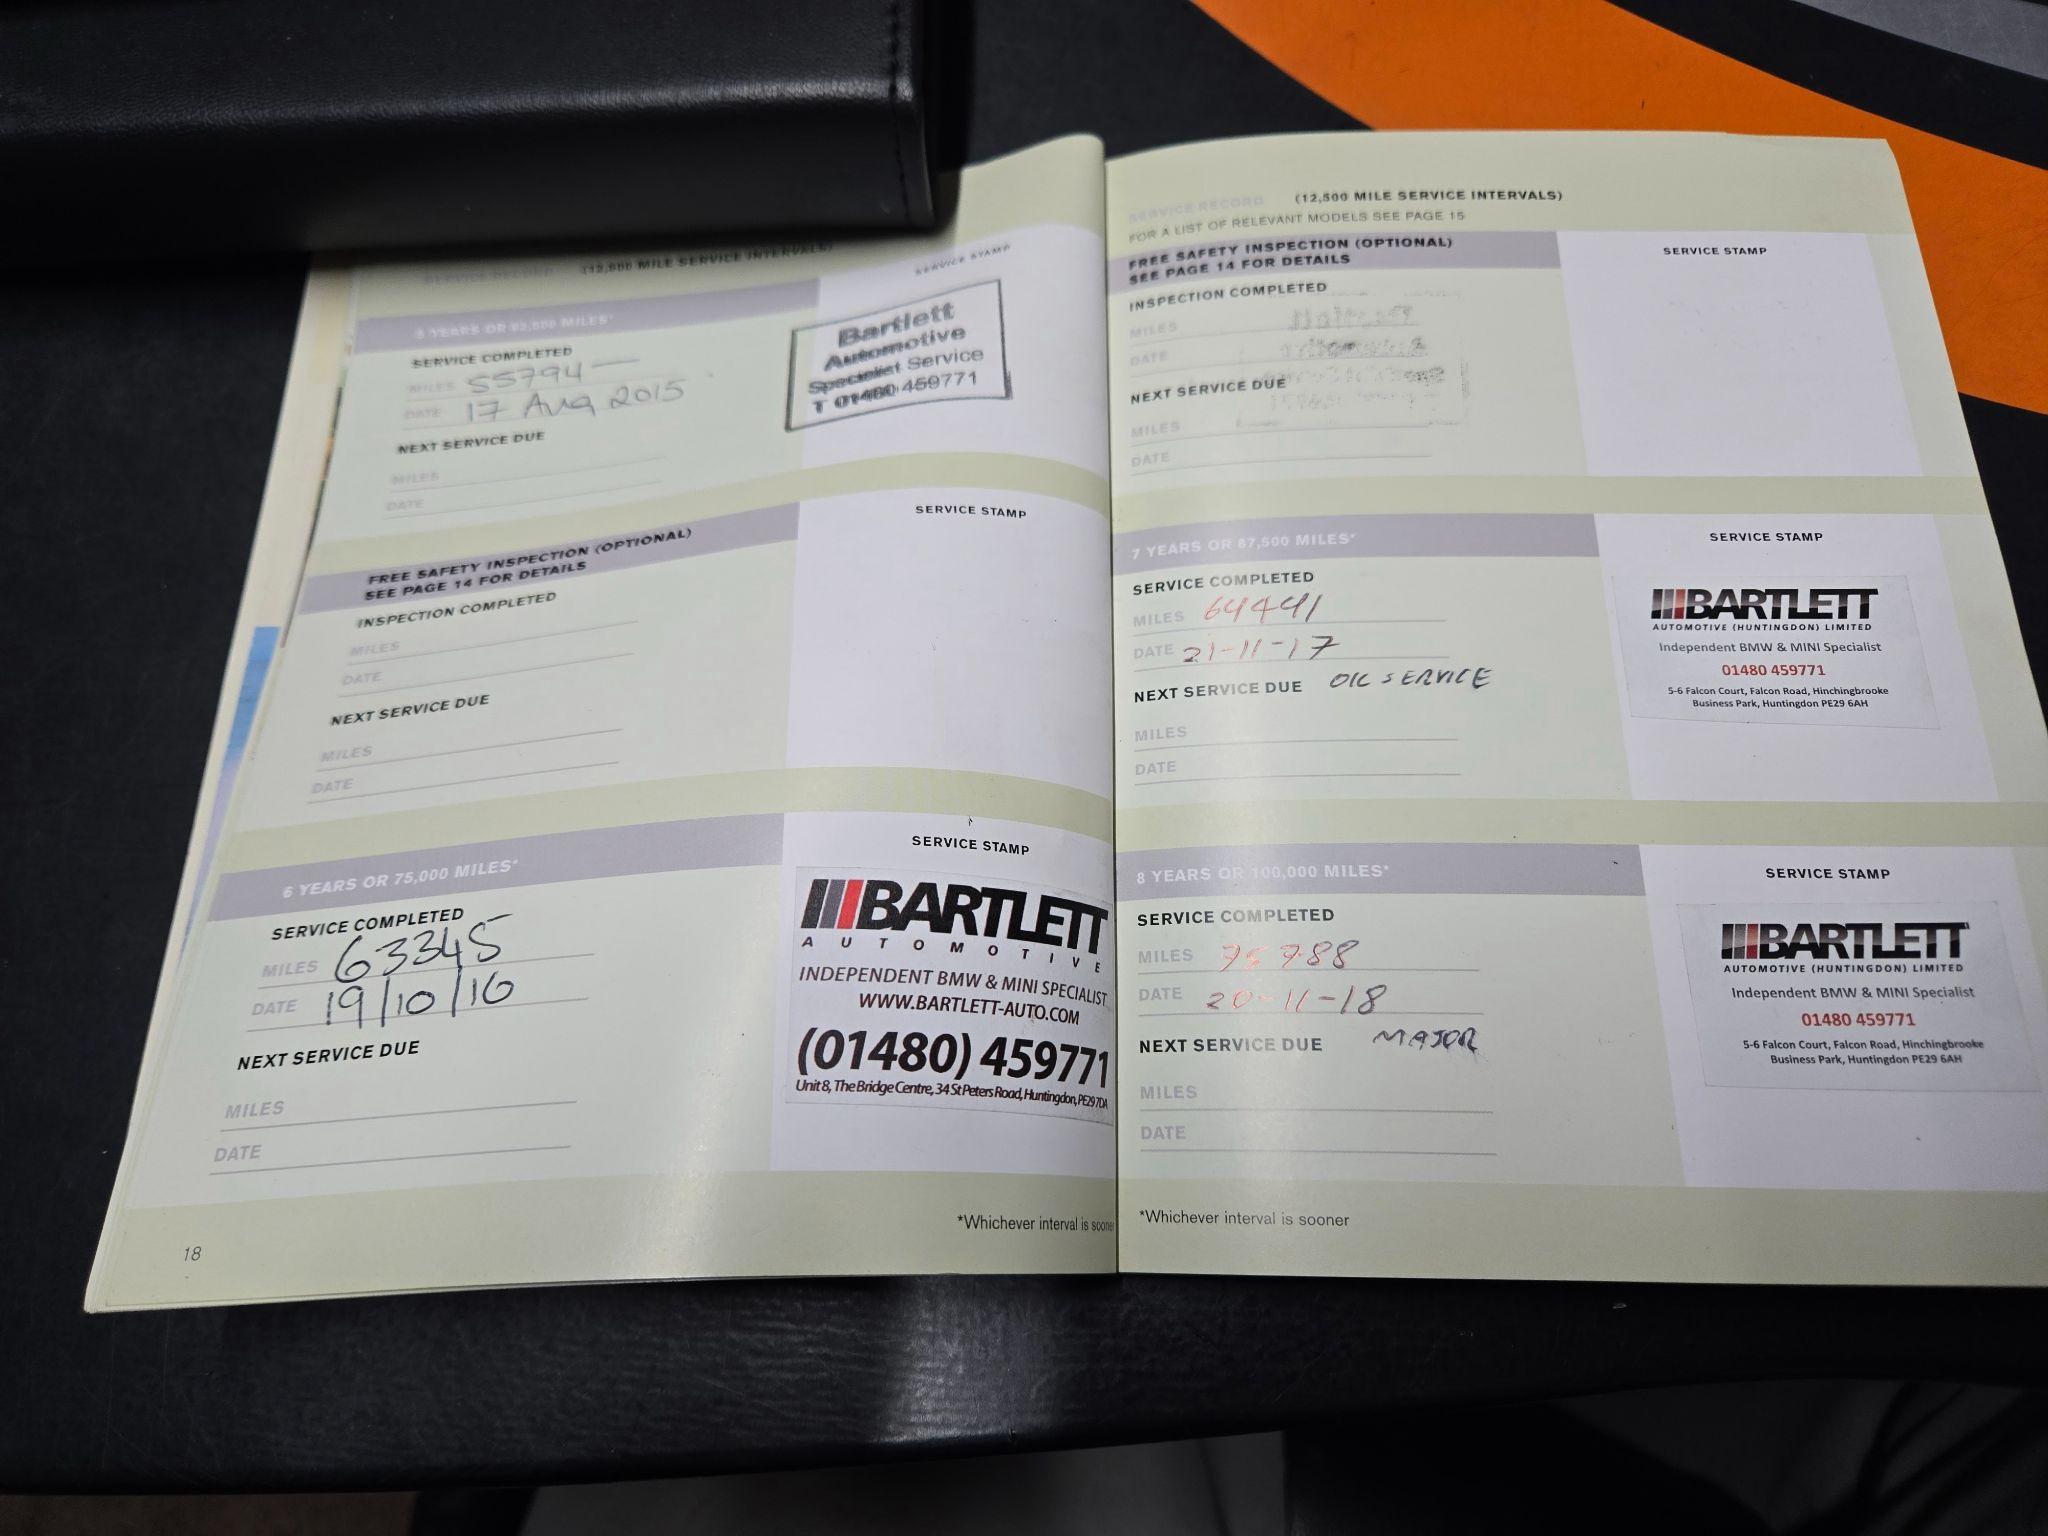 SERVICE RECORD (12,500 MILE SERVICE INTERVALS)
5 YEARS OR 62,500 MILES*
SERVICE COMPLETED
MILES 55794
DATE 17 Aug 2015
NEXT SERVICE DUE
MILES
DATE
SERVICE STAMP
Bartlett
Automotive
Specialist Service
T 01480 459771
FREE SAFETY INSPECTION (OPTIONAL)
SEE PAGE 14 FOR DETAILS
INSPECTION COMPLETED
MILES
DATE
NEXT SERVICE DUE
MILES
DATE
SERVICE STAMP
6 YEARS OR 75,000 MILES*
SERVICE COMPLETED
MILES 63345
DATE 19/10/16
NEXT SERVICE DUE
MILES
DATE
SERVICE STAMP
BARTLETT
AUTOMOTIVE
INDEPENDENT BMW & MINI SPECIALIST
WWW.BARTLETT-AUTO.COM
(01480) 459771
Unit 8, The Bridge Centre, 34 St Peters Road, Huntingdon, PE29 7DA
*Whichever interval is sooner
18
SERVICE RECORD (12,500 MILE SERVICE INTERVALS)
FOR A LIST OF RELEVANT MODELS SEE PAGE 15
FREE SAFETY INSPECTION (OPTIONAL)
SEE PAGE 14 FOR DETAILS
INSPECTION COMPLETED
MILES
DATE
NEXT SERVICE DUE
MILES
DATE
SERVICE STAMP
7 YEARS OR 87,500 MILES*
SERVICE COMPLETED
MILES 64441
DATE 21-11-17
NEXT SERVICE DUE OIL SERVICE
MILES
DATE
SERVICE STAMP
BARTLETT
AUTOMOTIVE (HUNTINGDON) LIMITED
Independent BMW & MINI Specialist
01480 459771
5-6 Falcon Court, Falcon Road, Hinchingbrooke
Business Park, Huntingdon PE29 6AH
8 YEARS OR 100,000 MILES*
SERVICE COMPLETED
MILES 75788
DATE 20-11-18
NEXT SERVICE DUE MAJOR
MILES
DATE
SERVICE STAMP
BARTLETT
AUTOMOTIVE (HUNTINGDON) LIMITED
Independent BMW & MINI Specialist
01480 459771
5-6 Falcon Court, Falcon Road, Hinchingbrooke
Business Park, Huntingdon PE29 6AH
*Whichever interval is sooner